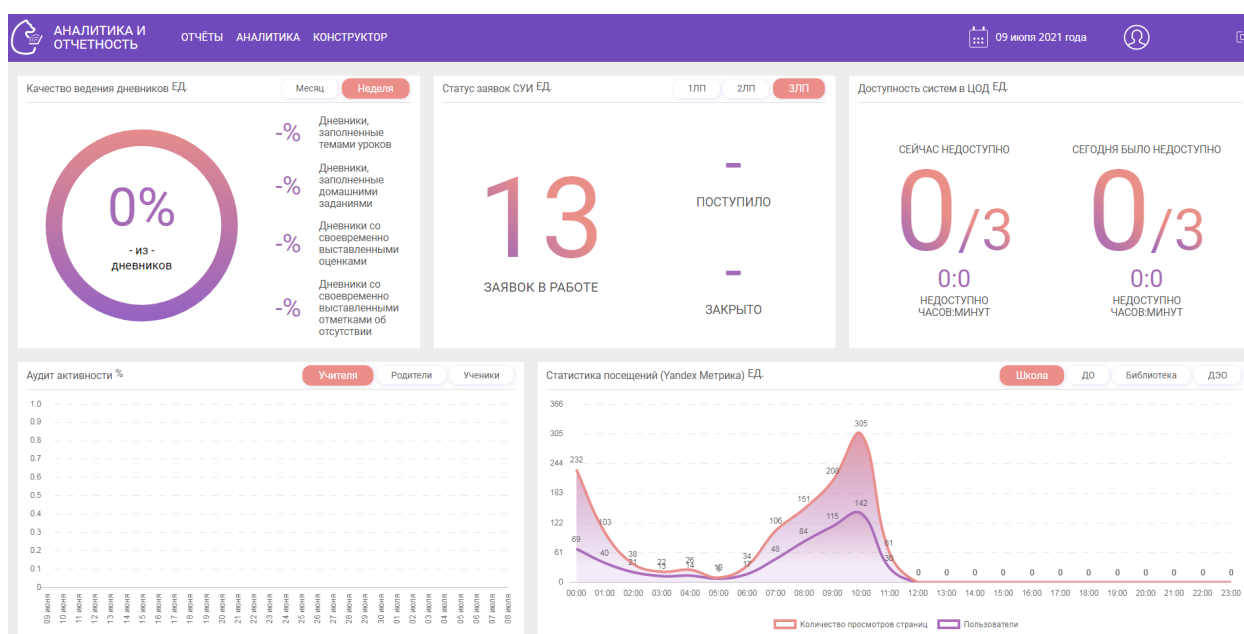 АНАЛИТИКА И
ОТЧЕТНОСТЬ
ОТЧЁТЫ АНАЛИТИКА КОНСТРУКТОР
09 июля 2021 года
Качество ведения дневников ЕД.
Месяц Неделя
0%
- из -
дневников
-%
Дневники,
заполненные
темами уроков
-%
Дневники,
заполненные
домашними
заданиями
-%
Дневники со
своевременно
выставленными
оценками
-%
Дневники со
своевременно
выставленными
отметками об
отсутствии
Статус заявок СУИ ЕД.
1ЛП 2ЛП 3ЛП
13
ЗАЯВОК В РАБОТЕ
-
ПОСТУПИЛО
-
ЗАКРЫТО
Доступность систем в ЦОД ЕД.
СЕЙЧАС НЕДОСТУПНО
0/3
0:0
НЕДОСТУПНО
ЧАСОВ:МИНУТ
СЕГОДНЯ БЫЛО НЕДОСТУПНО
0/3
0:0
НЕДОСТУПНО
ЧАСОВ:МИНУТ
Аудит активности %
Учителя Родители Ученики
1.0
0.9
0.8
0.7
0.6
0.5
0.4
0.3
0.2
0.1
0
09 июня
10 июня
11 июня
12 июня
13 июня
14 июня
15 июня
16 июня
17 июня
18 июня
19 июня
20 июня
21 июня
22 июня
23 июня
24 июня
25 июня
26 июня
27 июня
28 июня
29 июня
30 июня
01 июля
02 июля
03 июля
04 июля
05 июля
06 июля
07 июля
08 июля
Статистика посещений (Yandex Метрика) ЕД.
Школа ДО Библиотека ДЭО
366
305
244
183
122
61
0
232 103 38 22 26 10 34 106 151 208 305 61 0 0 0 0 0 0 0 0 0 0 0 0
69 40 21 13 14 17 48 84 115 142 30
00:00 01:00 02:00 03:00 04:00 05:00 06:00 07:00 08:00 09:00 10:00 11:00 12:00 13:00 14:00 15:00 16:00 17:00 18:00 19:00 20:00 21:00 22:00 23:00
Количество просмотров страниц Пользователи